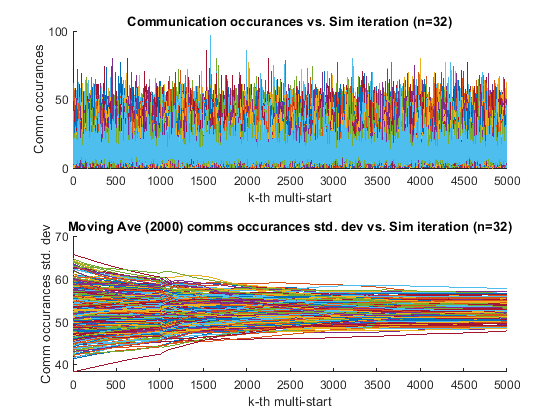 Communication occurances vs. Sim iteration (n=32)
100
50
0
Comm occurances
0 500 1000 1500 2000 2500 3000 3500 4000 4500 5000
k-th multi-start
Moving Ave (2000) comms occurances std. dev vs. Sim iteration (n=32)
70
60
50
40
Comm occurances std. dev
0 500 1000 1500 2000 2500 3000 3500 4000 4500 5000
k-th multi-start